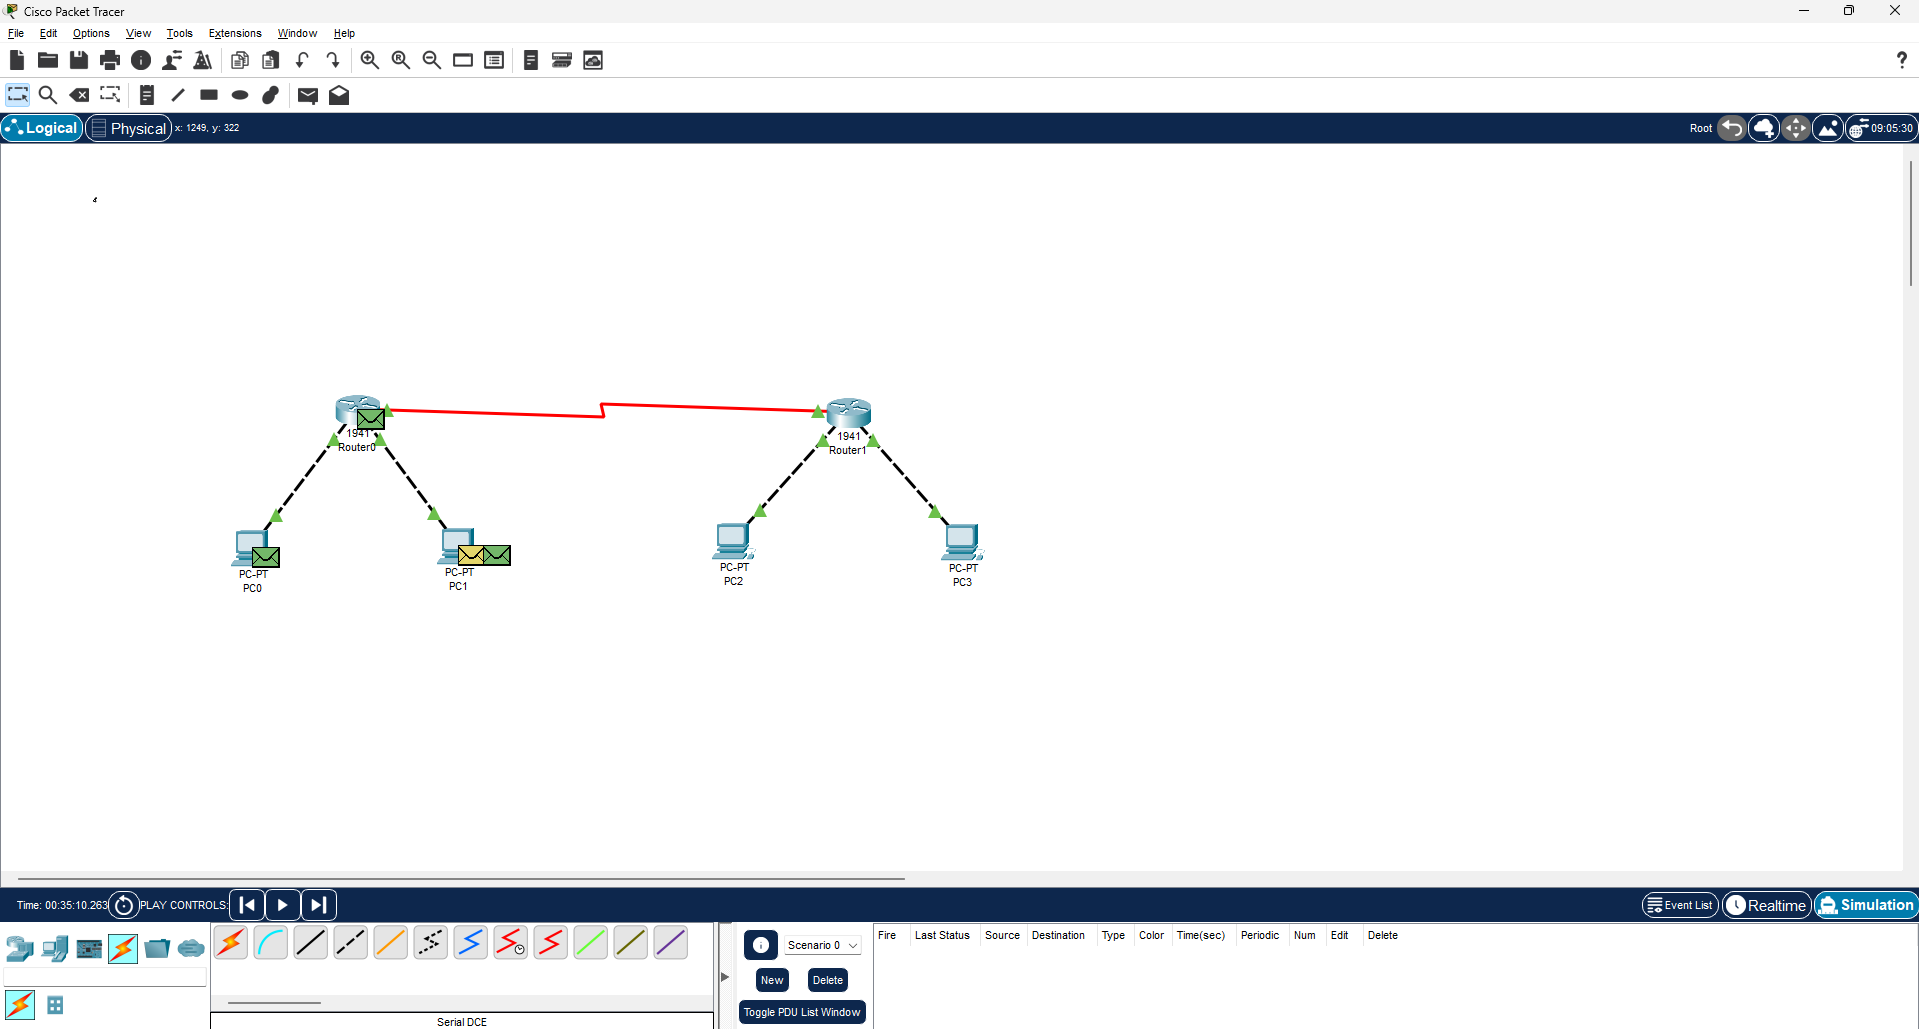 Cisco Packet Tracer
File Edit Options View Tools Extensions Window Help
Logical Physical x: 1249, y: 322 Root 09:05:30
1941
Router0
1941
Router1
PC-PT
PC0
PC-PT
PC1
PC-PT
PC2
PC-PT
PC3
Time: 00:35:10.263 PLAY CONTROLS: Event List Realtime Simulation
Scenario 0
New Delete
Toggle PDU List Window
Fire Last Status Source Destination Type Color Time(sec) Periodic Num Edit Delete
Serial DCE